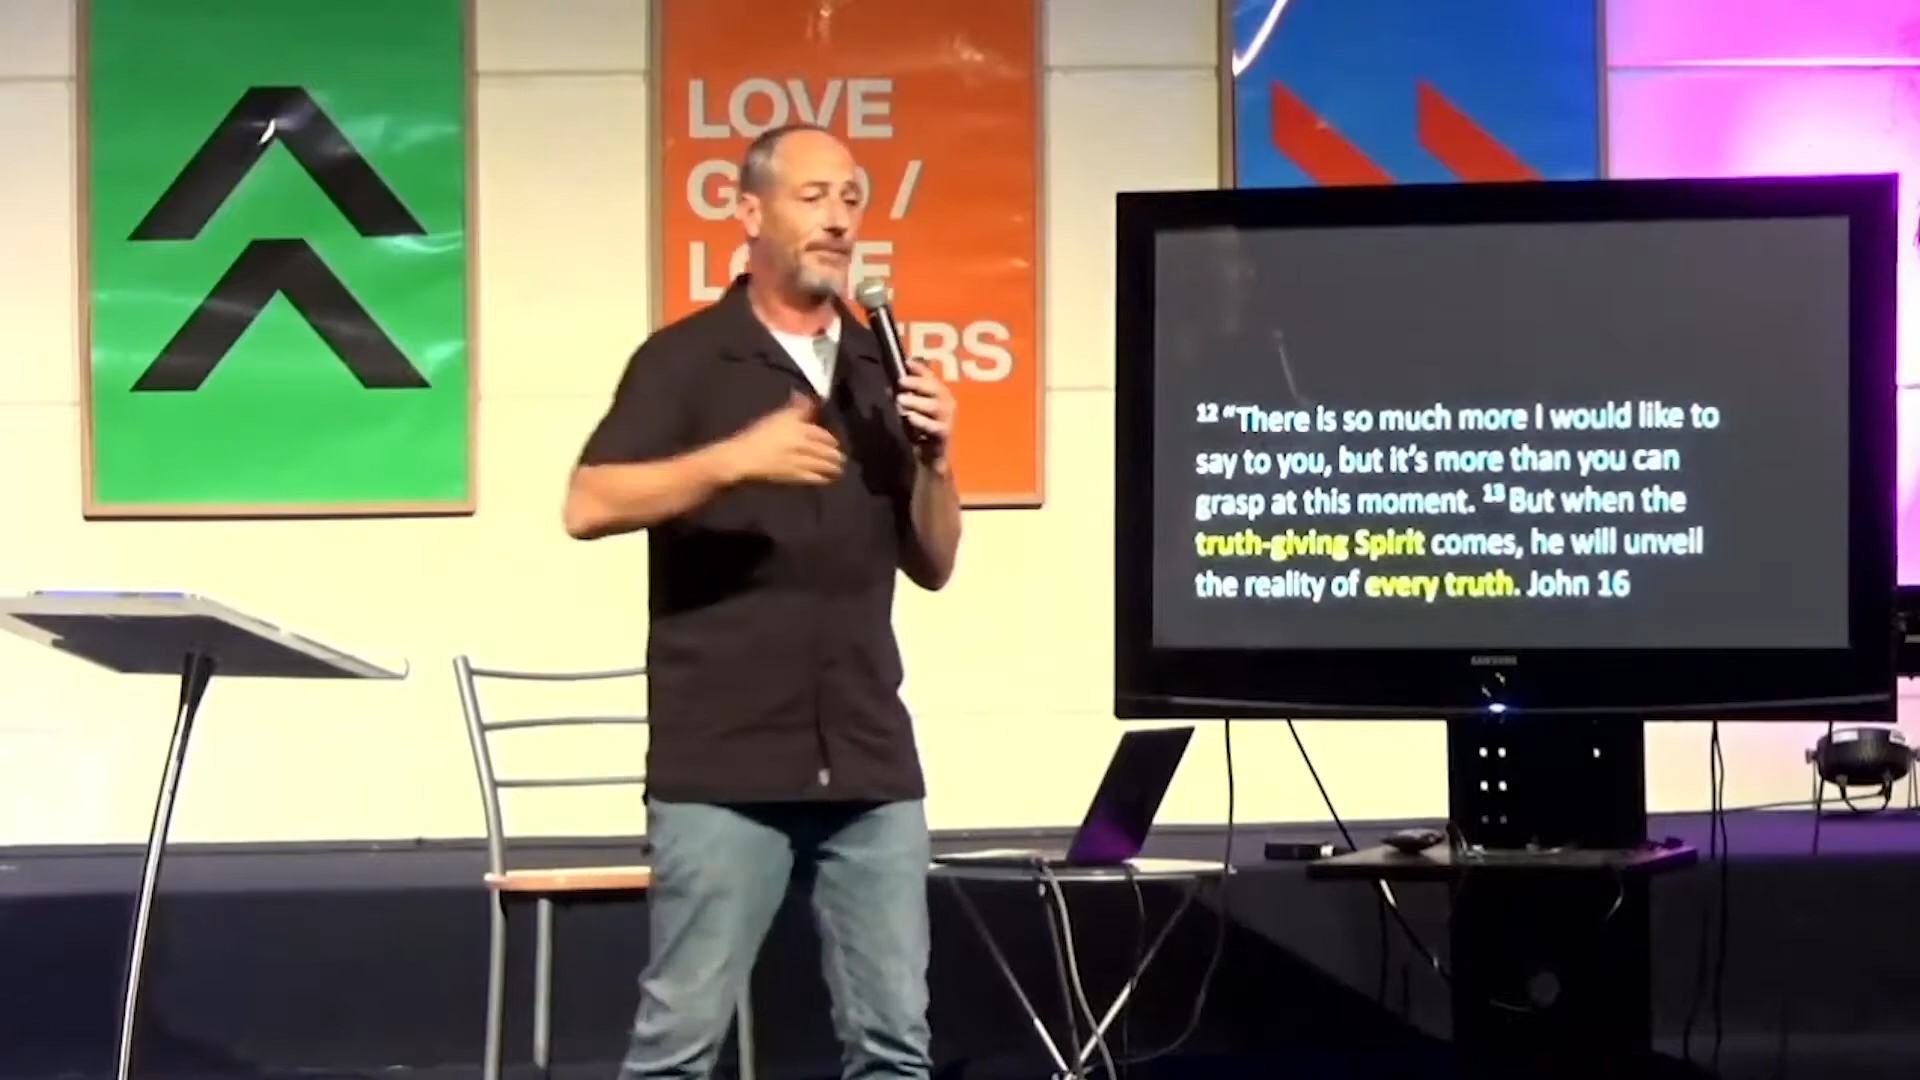 LOVE
G D /
L E
ERS
¹² “There is so much more I would like to
say to you, but it’s more than you can
grasp at this moment. ¹³ But when the
truth-giving Spirit comes, he will unveil
the reality of every truth. John 16
SAMSUNG